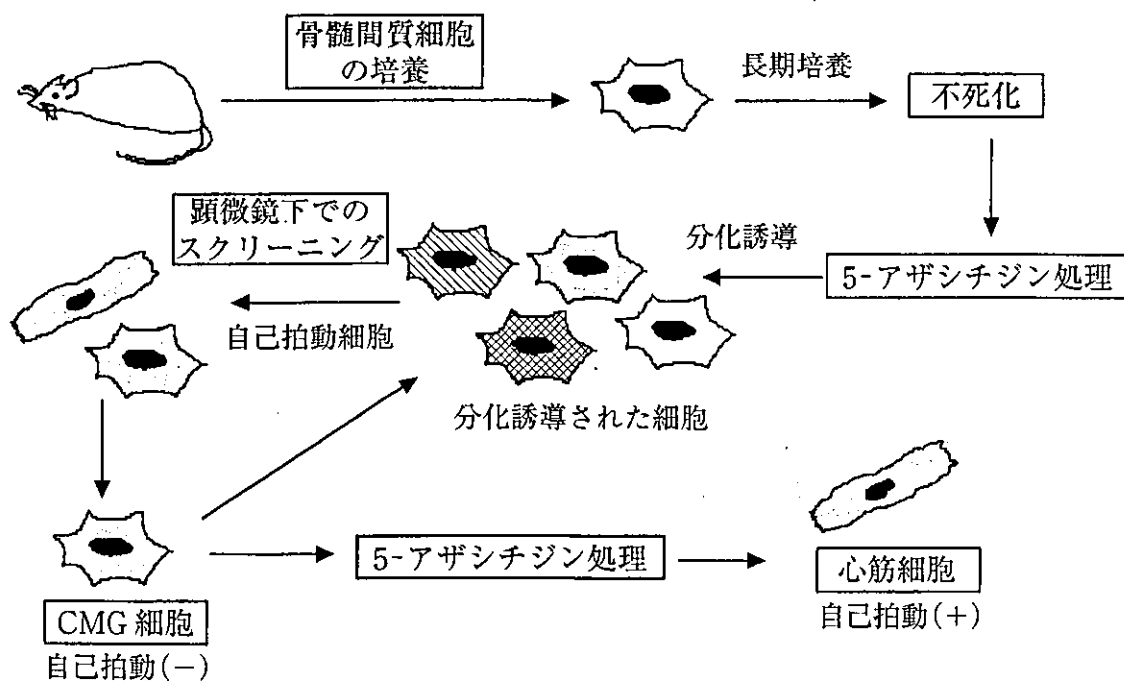 骨髄間質細胞
の培養
長期培養
不死化
顕微鏡下での
スクリーニング
分化誘導
5-アザシチジン処理
自己拍動細胞
分化誘導された細胞
5-アザシチジン処理
心筋細胞
自己拍動(+)
CMG 細胞
自己拍動(−)